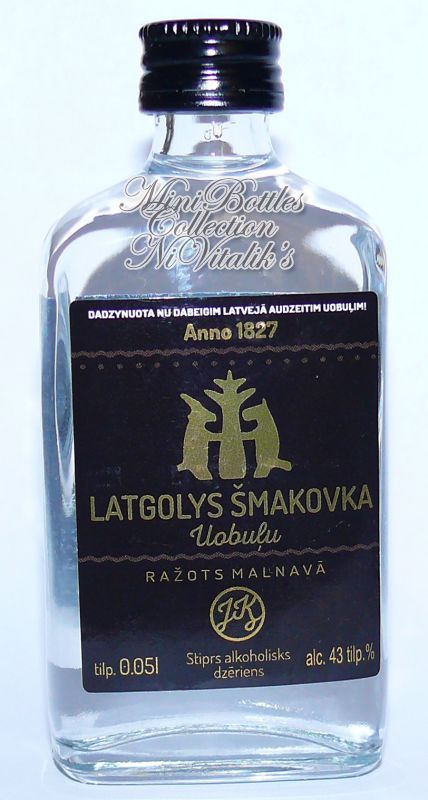 Mini Bottles
Collection
NiVitalik's
DADZYNUOTA NU DABEIGIM LATVEJĀ AUDZEITIM UOBUĻIM!
Anno 1827
LATGOLYS ŠMAKOVKA
Uobuļu
RAŽOTS MALNAVĀ
JK
tilp. 0.05l
Stiprs alkoholisks
dzēriens
alc. 43 tilp.%